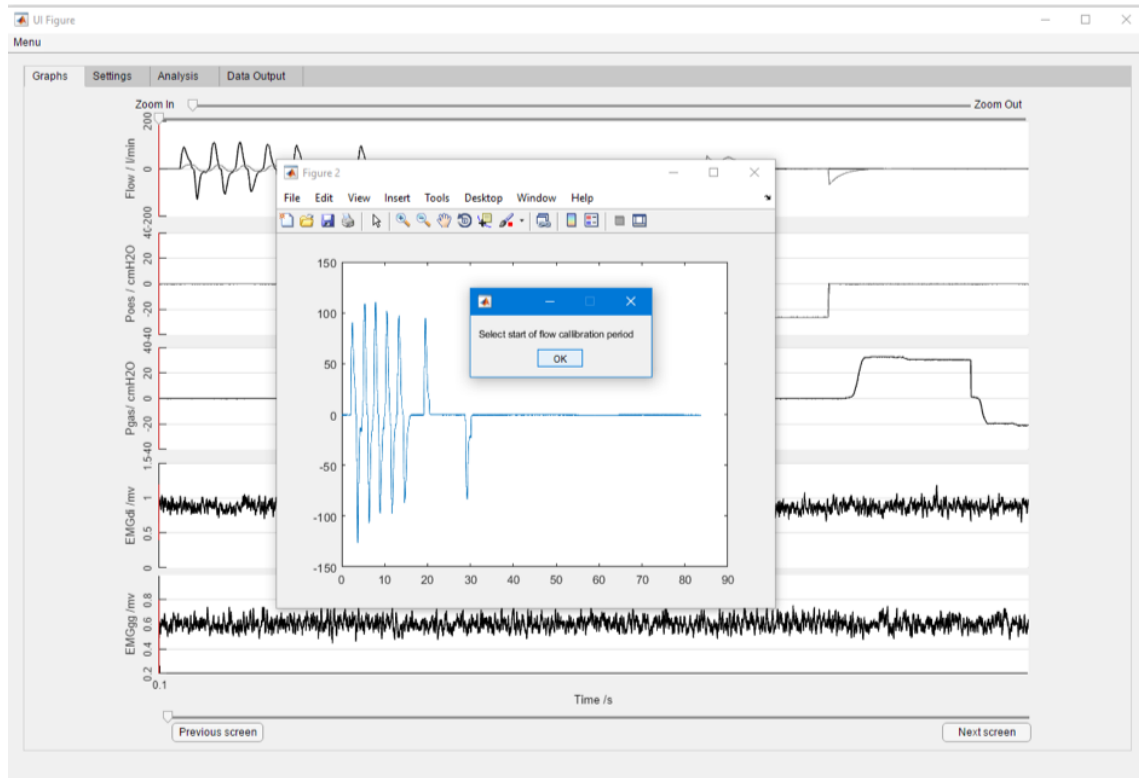 UI Figure
Menu
Graphs Settings Analysis Data Output
Zoom In Zoom Out
200
0
-200
Flow / l/min
40
20
0
-20
-40
Poes / cmH2O
40
20
0
-20
-40
Pgas/ cmH2O
1.5
1
0.5
0
EMGdi /mv
0.8
0.6
0.4
0.2
EMGgg /mv
0.1
Time /s
Previous screen Next screen
Figure 2
File Edit View Insert Tools Desktop Window Help
150
100
50
0
-50
-100
-150
0 10 20 30 40 50 60 70 80 90
Select start of flow callibration period
OK